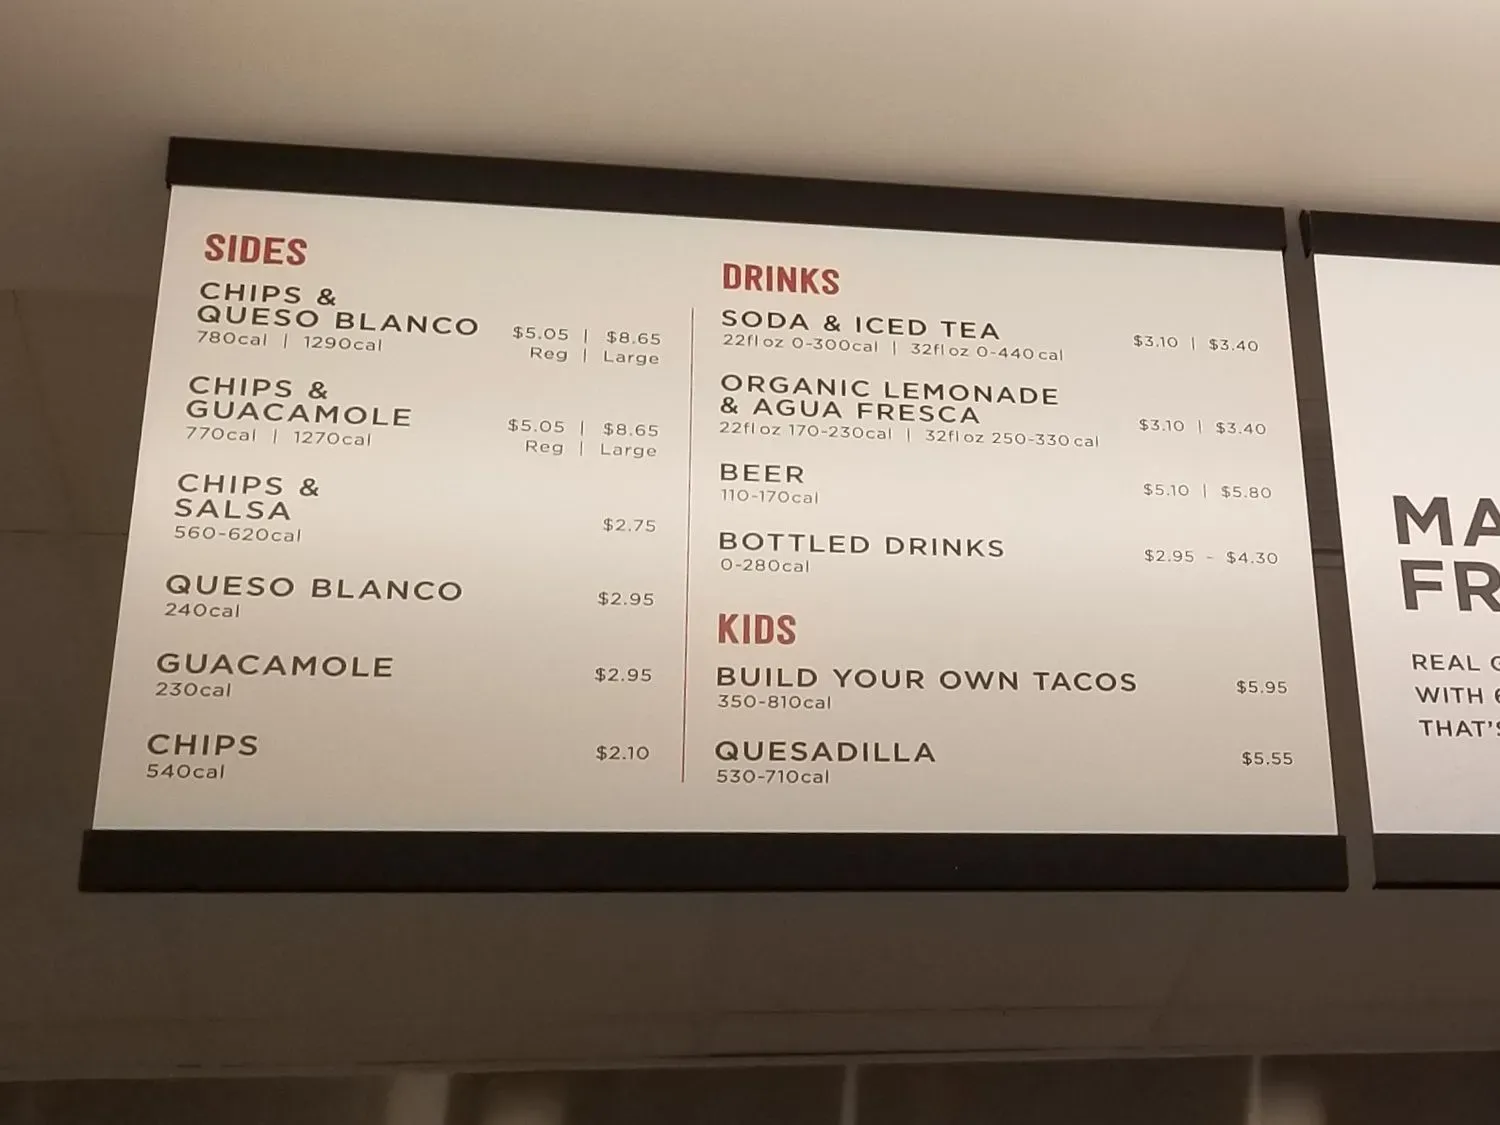 SIDES
CHIPS &
QUESO BLANCO
780cal | 1290cal
$5.05 | $8.65
Reg | Large
CHIPS &
GUACAMOLE
770cal | 1270cal
$5.05 | $8.65
Reg | Large
CHIPS &
SALSA
560-620cal
$2.75
QUESO BLANCO
240cal
$2.95
GUACAMOLE
230cal
$2.95
CHIPS
540cal
$2.10
DRINKS
SODA & ICED TEA
22fl oz 0-300cal | 32fl oz 0-440 cal
$3.10 | $3.40
ORGANIC LEMONADE
& AGUA FRESCA
22fl oz 170-230cal | 32fl oz 250-330 cal
$3.10 | $3.40
BEER
110-170cal
$5.10 | $5.80
BOTTLED DRINKS
0-280cal
$2.95 - $4.30
KIDS
BUILD YOUR OWN TACOS
350-810cal
$5.95
QUESADILLA
530-710cal
$5.55
MA
FR
REAL
WITH
THAT'S